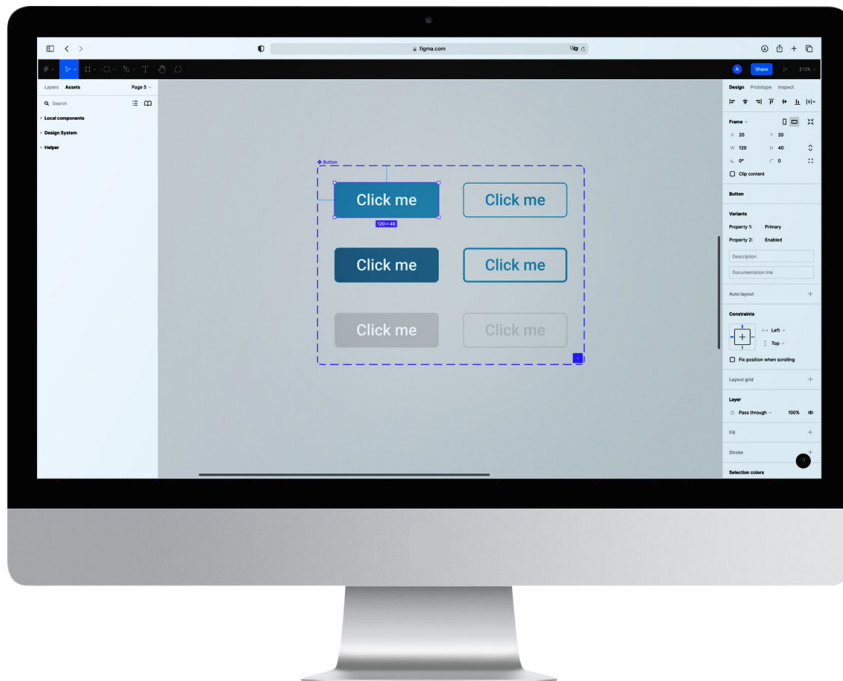 figma.com
A Share 212%
Layers Assets Page 5
Design Prototype Inspect
Search
Local components
Design System
Helper
Frame
X 20 Y 20
W 120 H 40
0° 0
Clip content
Button
Variants
Property 1: Primary
Property 2: Enabled
Description
Documentation link
Auto layout
Constraints
Left
Top
Fix position when scrolling
Layout grid
Layer
Pass through 100%
Fill
Stroke
?
Selection colors
Button
Click me Click me
120 × 40
Click me Click me
Click me Click me